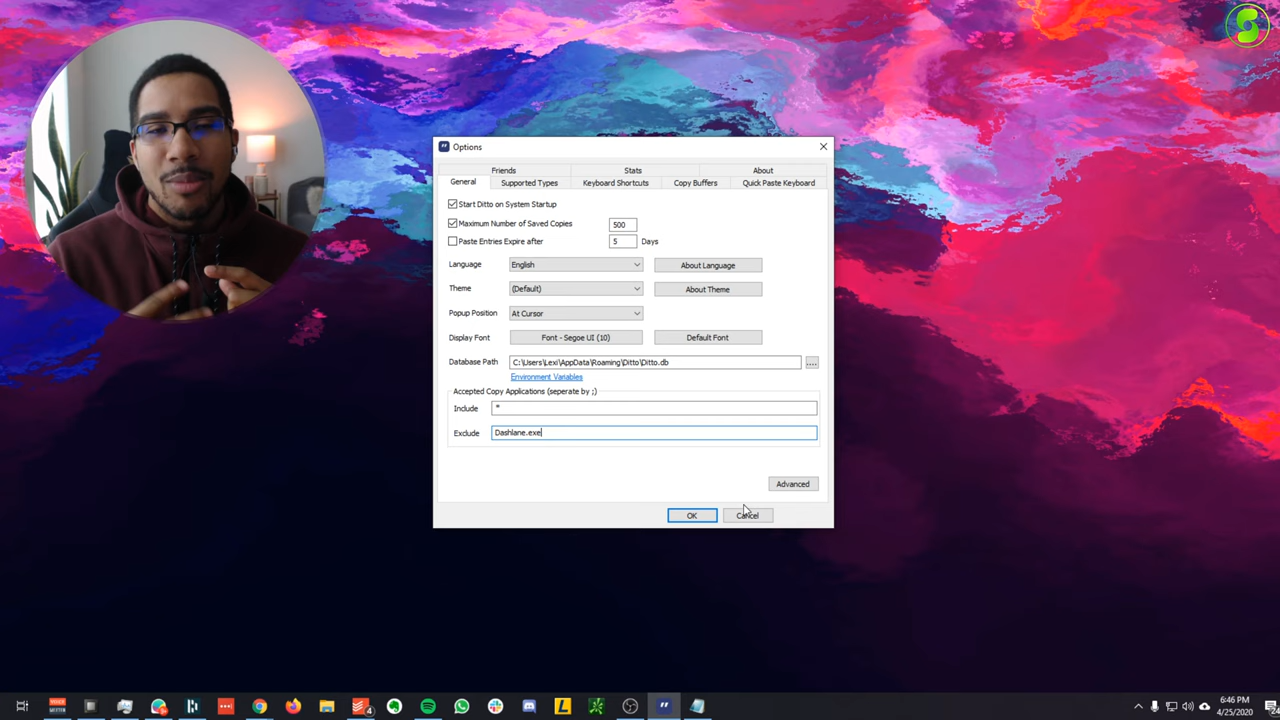 Options
Friends Stats About
General Supported Types Keyboard Shortcuts Copy Buffers Quick Paste Keyboard
Start Ditto on System Startup
Maximum Number of Saved Copies 500
Paste Entries Expire after 5 Days
Language English About Language
Theme (Default) About Theme
Popup Position At Cursor
Display Font Font - Segoe UI (10) Default Font
Database Path C:\Users\Lexi\AppData\Roaming\Ditto\Ditto.db ....
Environment Variables
Accepted Copy Applications (seperate by ;)
Include *
Exclude Dashlane.exe
Advanced
OK Cancel
4
6:46 PM
4/25/2020